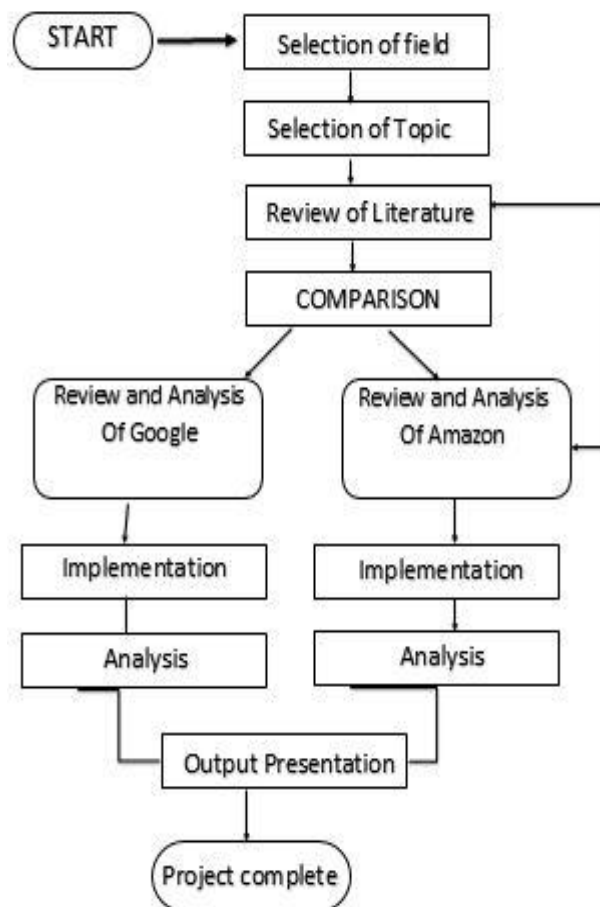 START
Selection of field
Selection of Topic
Review of Literature
COMPARISON
Review and Analysis
Of Google
Review and Analysis
Of Amazon
Implementation
Implementation
Analysis
Analysis
Output Presentation
Project complete